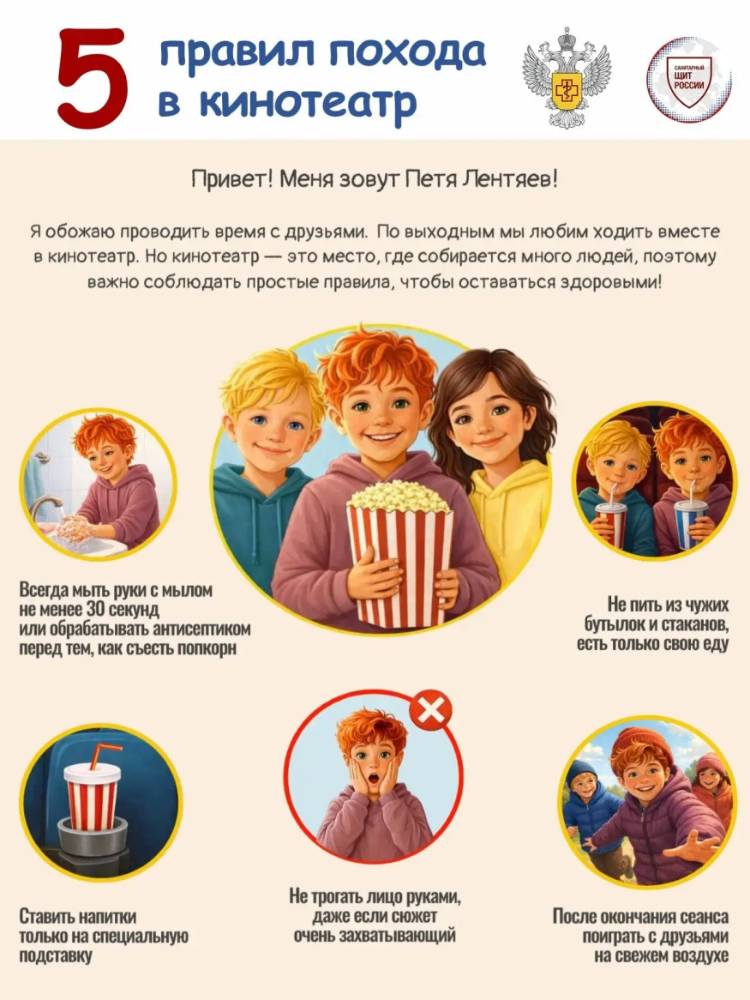 5 правил похода
в кинотеатр
САНИТАРНЫЙ
ЩИТ
РОССИИ
Привет! Меня зовут Петя Лентяев!
Я обожаю проводить время с друзьями. По выходным мы любим ходить вместе
в кинотеатр. Но кинотеатр — это место, где собирается много людей, поэтому
важно соблюдать простые правила, чтобы оставаться здоровыми!
Всегда мыть руки с мылом
не менее 30 секунд
или обрабатывать антисептиком
перед тем, как съесть попкорн
Не пить из чужих
бутылок и стаканов,
есть только свою еду
Ставить напитки
только на специальную
подставку
Не трогать лицо руками,
даже если сюжет
очень захватывающий
После окончания сеанса
поиграть с друзьями
на свежем воздухе